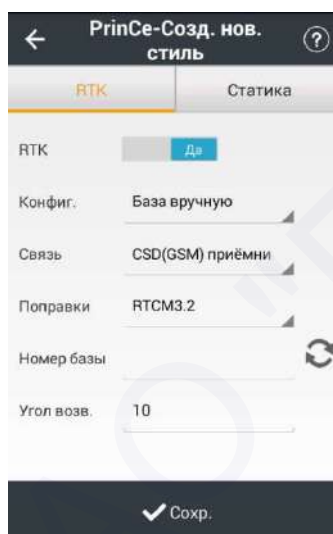 PrinCe-Созд. нов.
стиль
?
RTK Статика
RTK Да
Конфиг. База вручную
Связь CSD(GSM) приёмни
Поправки RTCM3.2
Номер базы
Угол возв. 10
Сохр.